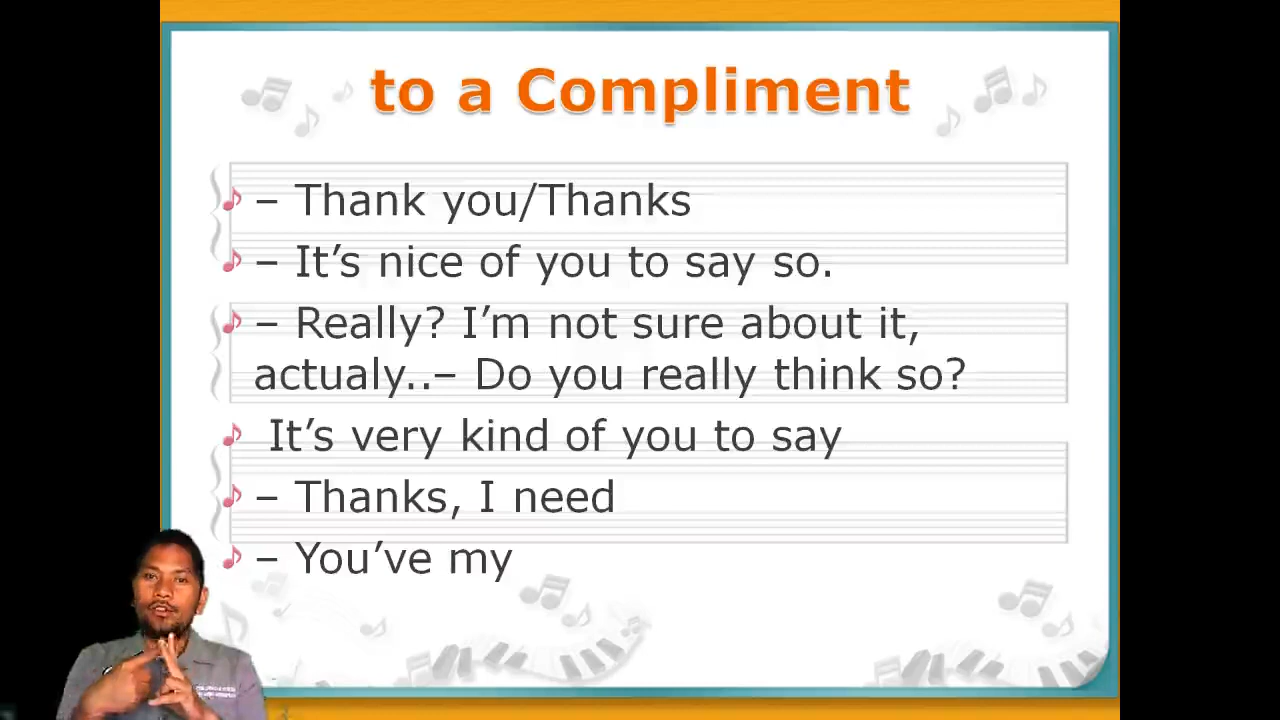 to a Compliment
– Thank you/Thanks
– It’s nice of you to say so.
– Really? I’m not sure about it,
actualy..– Do you really think so?
It’s very kind of you to say
– Thanks, I need
– You’ve my